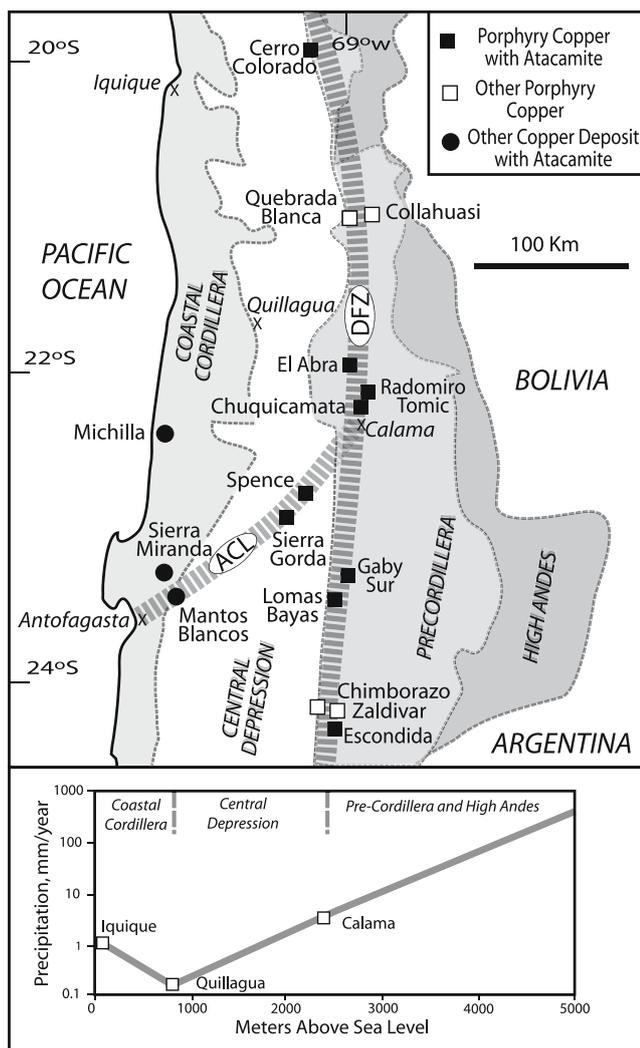 20ºS
Cerro
Colorado
69ºw
Iquique
Porphyry Copper
with Atacamite
Other Porphyry
Copper
Other Copper Deposit
with Atacamite
Quebrada
Blanca
Collahuasi
100 Km
PACIFIC
OCEAN
COASTAL
CORDILLERA
Quillagua
DFZ
22ºS
El Abra
Radomiro
Tomic
Chuquicamata
Calama
BOLIVIA
Michilla
Spence
Sierra
Miranda
ACL
Sierra
Gorda
Gaby
Sur
Lomas
Bayas
PRECORDILLERA
HIGH ANDES
Antofagasta
Mantos
Blancos
24ºS
CENTRAL
DEPRESSION
Chimborazo
Zaldivar
Escondida
ARGENTINA
1000
100
10
1
0.1
Precipitation, mm/year
Coastal
Cordillera
Central
Depression
Pre-Cordillera and High Andes
Iquique
Quillagua
Calama
0
1000
2000
3000
4000
5000
Meters Above Sea Level